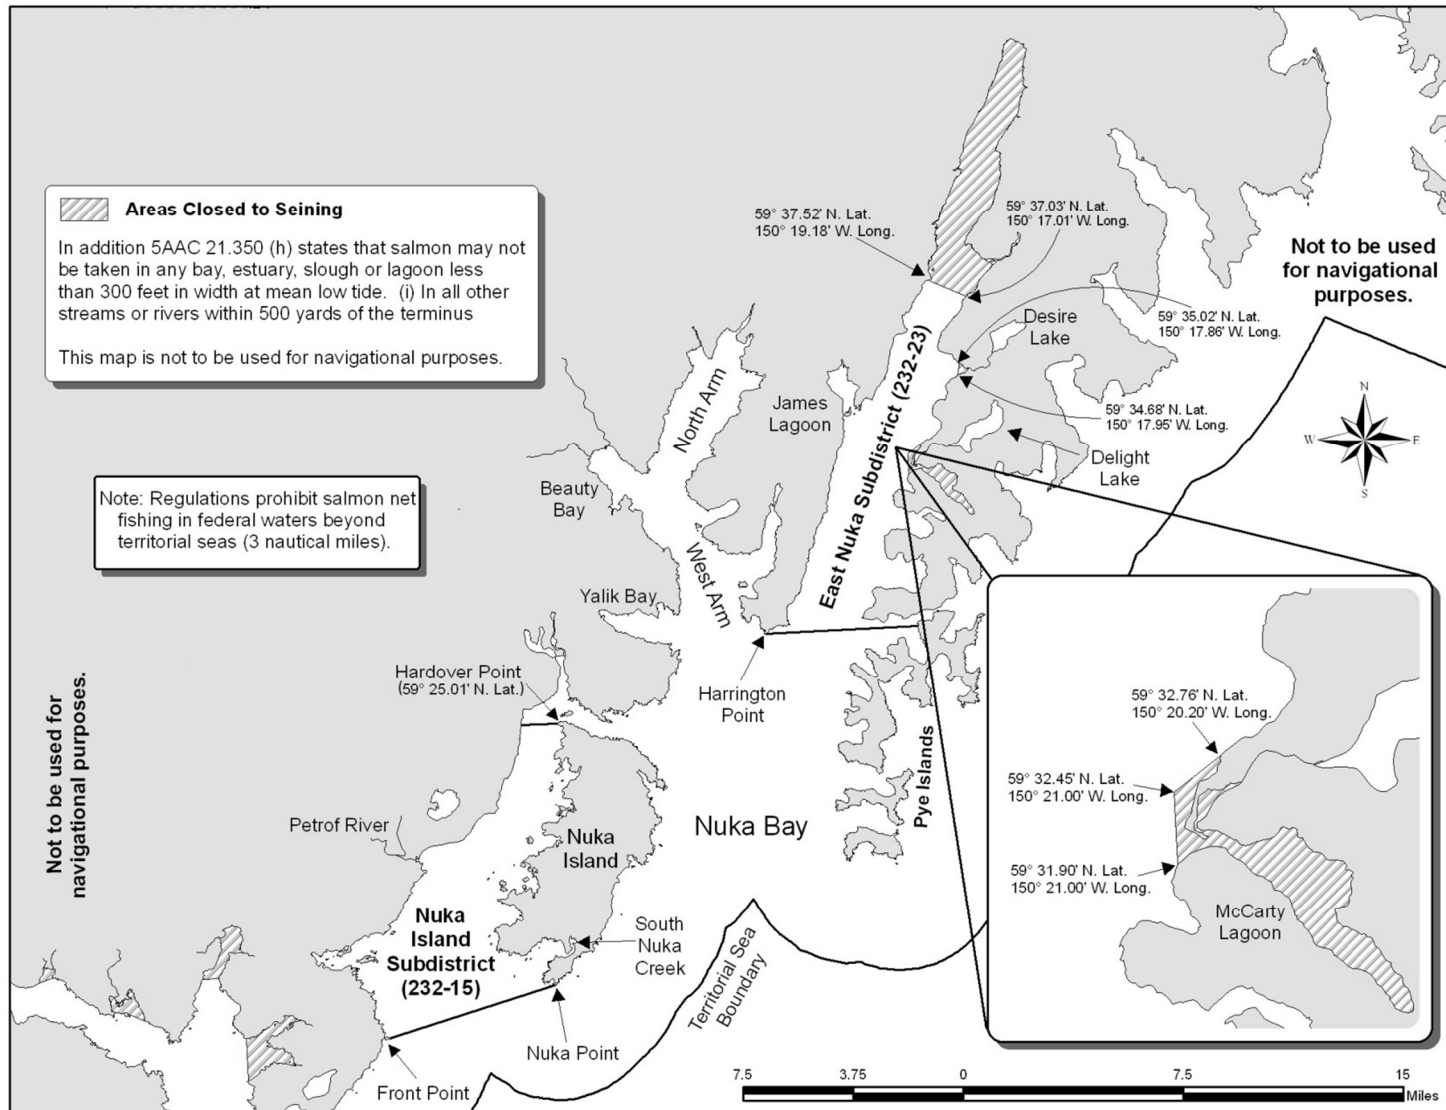 59° 37.52' N. Lat.
150° 19.18' W. Long.
59° 37.03' N. Lat.
150° 17.01' W. Long.
Areas Closed to Seining
In addition 5AAC 21.350 (h) states that salmon may not
be taken in any bay, estuary, slough or lagoon less
than 300 feet in width at mean low tide. (i) In all other
streams or rivers within 500 yards of the terminus
This map is not to be used for navigational purposes.
Not to be used
for navigational
purposes.
Desire
Lake
59° 35.02' N. Lat.
150° 17.86' W. Long.
North Arm
James
Lagoon
East Nuka Subdistrict (232-23)
59° 34.68' N. Lat.
150° 17.95' W. Long.
Delight
Lake
N
W
E
S
Note: Regulations prohibit salmon net
fishing in federal waters beyond
territorial seas (3 nautical miles).
Beauty
Bay
West Arm
Yalik Bay
Hardover Point
(59° 25.01' N. Lat.)
Harrington
Point
Pye Islands
Not to be used for
navigational purposes.
59° 32.76' N. Lat.
150° 20.20' W. Long.
59° 32.45' N. Lat.
150° 21.00' W. Long.
59° 31.90' N. Lat.
150° 21.00' W. Long.
McCarty
Lagoon
Petrof River
Nuka
Island
Nuka Bay
Nuka
Island
Subdistrict
(232-15)
South
Nuka
Creek
Territorial Sea
Boundary
Nuka Point
Front Point
7.5
3.75
0
7.5
15
Miles